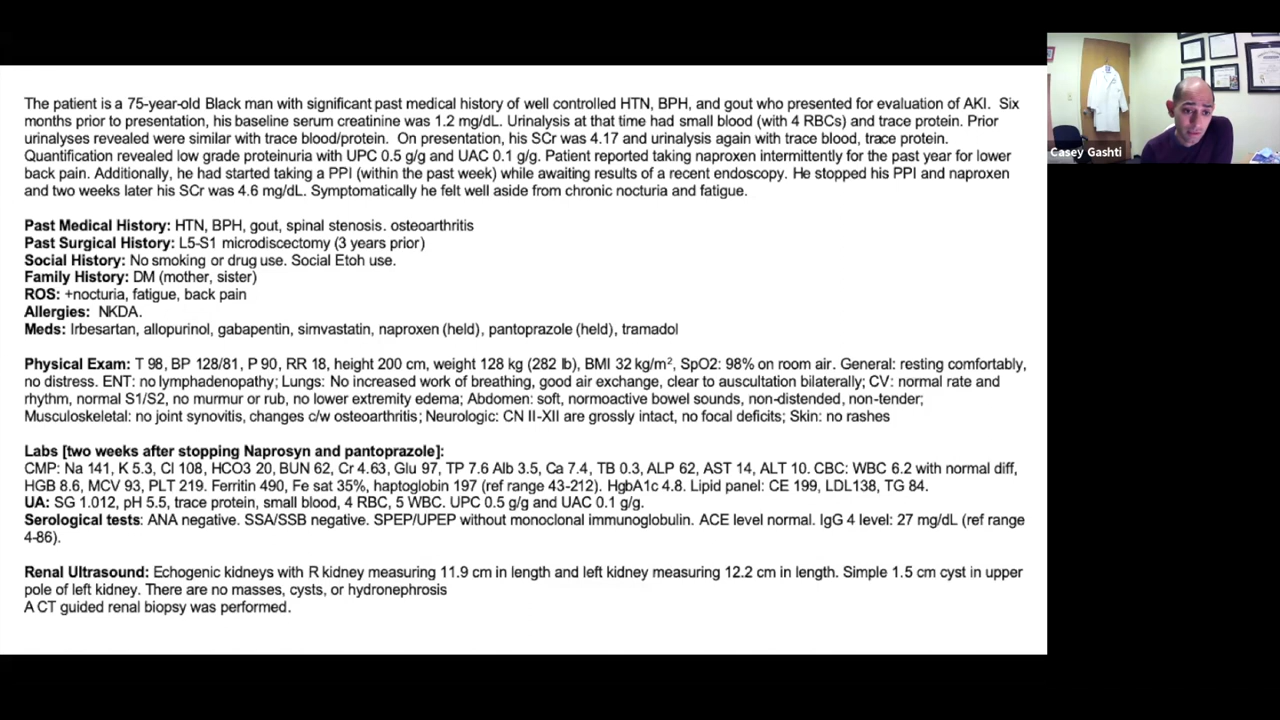 The patient is a 75-year-old Black man with significant past medical history of well controlled HTN, BPH, and gout who presented for evaluation of AKI. Six
months prior to presentation, his baseline serum creatinine was 1.2 mg/dL. Urinalysis at that time had small blood (with 4 RBCs) and trace protein. Prior
urinalyses revealed were similar with trace blood/protein. On presentation, his SCr was 4.17 and urinalysis again with trace blood, trace protein.
Quantification revealed low grade proteinuria with UPC 0.5 g/g and UAC 0.1 g/g. Patient reported taking naproxen intermittently for the past year for lower
back pain. Additionally, he had started taking a PPI (within the past week) while awaiting results of a recent endoscopy. He stopped his PPI and naproxen
and two weeks later his SCr was 4.6 mg/dL. Symptomatically he felt well aside from chronic nocturia and fatigue.
Past Medical History: HTN, BPH, gout, spinal stenosis. osteoarthritis
Past Surgical History: L5-S1 microdiscectomy (3 years prior)
Social History: No smoking or drug use. Social Etoh use.
Family History: DM (mother, sister)
ROS: +nocturia, fatigue, back pain
Allergies: NKDA.
Meds: Irbesartan, allopurinol, gabapentin, simvastatin, naproxen (held), pantoprazole (held), tramadol
Physical Exam: T 98, BP 128/81, P 90, RR 18, height 200 cm, weight 128 kg (282 lb), BMI 32 kg/m², SpO2: 98% on room air. General: resting comfortably,
no distress. ENT: no lymphadenopathy; Lungs: No increased work of breathing, good air exchange, clear to auscultation bilaterally; CV: normal rate and
rhythm, normal S1/S2, no murmur or rub, no lower extremity edema; Abdomen: soft, normoactive bowel sounds, non-distended, non-tender;
Musculoskeletal: no joint synovitis, changes c/w osteoarthritis; Neurologic: CN II-XII are grossly intact, no focal deficits; Skin: no rashes
Labs [two weeks after stopping Naprosyn and pantoprazole]:
CMP: Na 141, K 5.3, Cl 108, HCO3 20, BUN 62, Cr 4.63, Glu 97, TP 7.6 Alb 3.5, Ca 7.4, TB 0.3, ALP 62, AST 14, ALT 10. CBC: WBC 6.2 with normal diff,
HGB 8.6, MCV 93, PLT 219. Ferritin 490, Fe sat 35%, haptoglobin 197 (ref range 43-212). HgbA1c 4.8. Lipid panel: CE 199, LDL138, TG 84.
UA: SG 1.012, pH 5.5, trace protein, small blood, 4 RBC, 5 WBC. UPC 0.5 g/g and UAC 0.1 g/g.
Serological tests: ANA negative. SSA/SSB negative. SPEP/UPEP without monoclonal immunoglobulin. ACE level normal. IgG 4 level: 27 mg/dL (ref range
4-86).
Renal Ultrasound: Echogenic kidneys with R kidney measuring 11.9 cm in length and left kidney measuring 12.2 cm in length. Simple 1.5 cm cyst in upper
pole of left kidney. There are no masses, cysts, or hydronephrosis
A CT guided renal biopsy was performed.
Casey Gashti